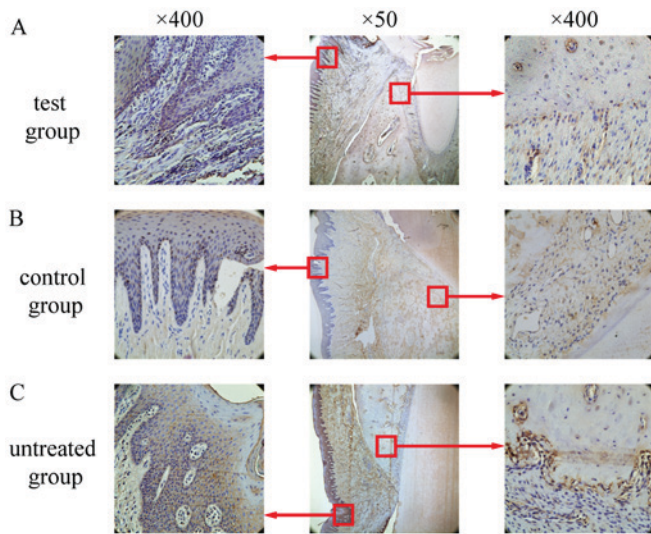 ×400 ×50 ×400
A
test
group
B
control
group
C
untreated
group